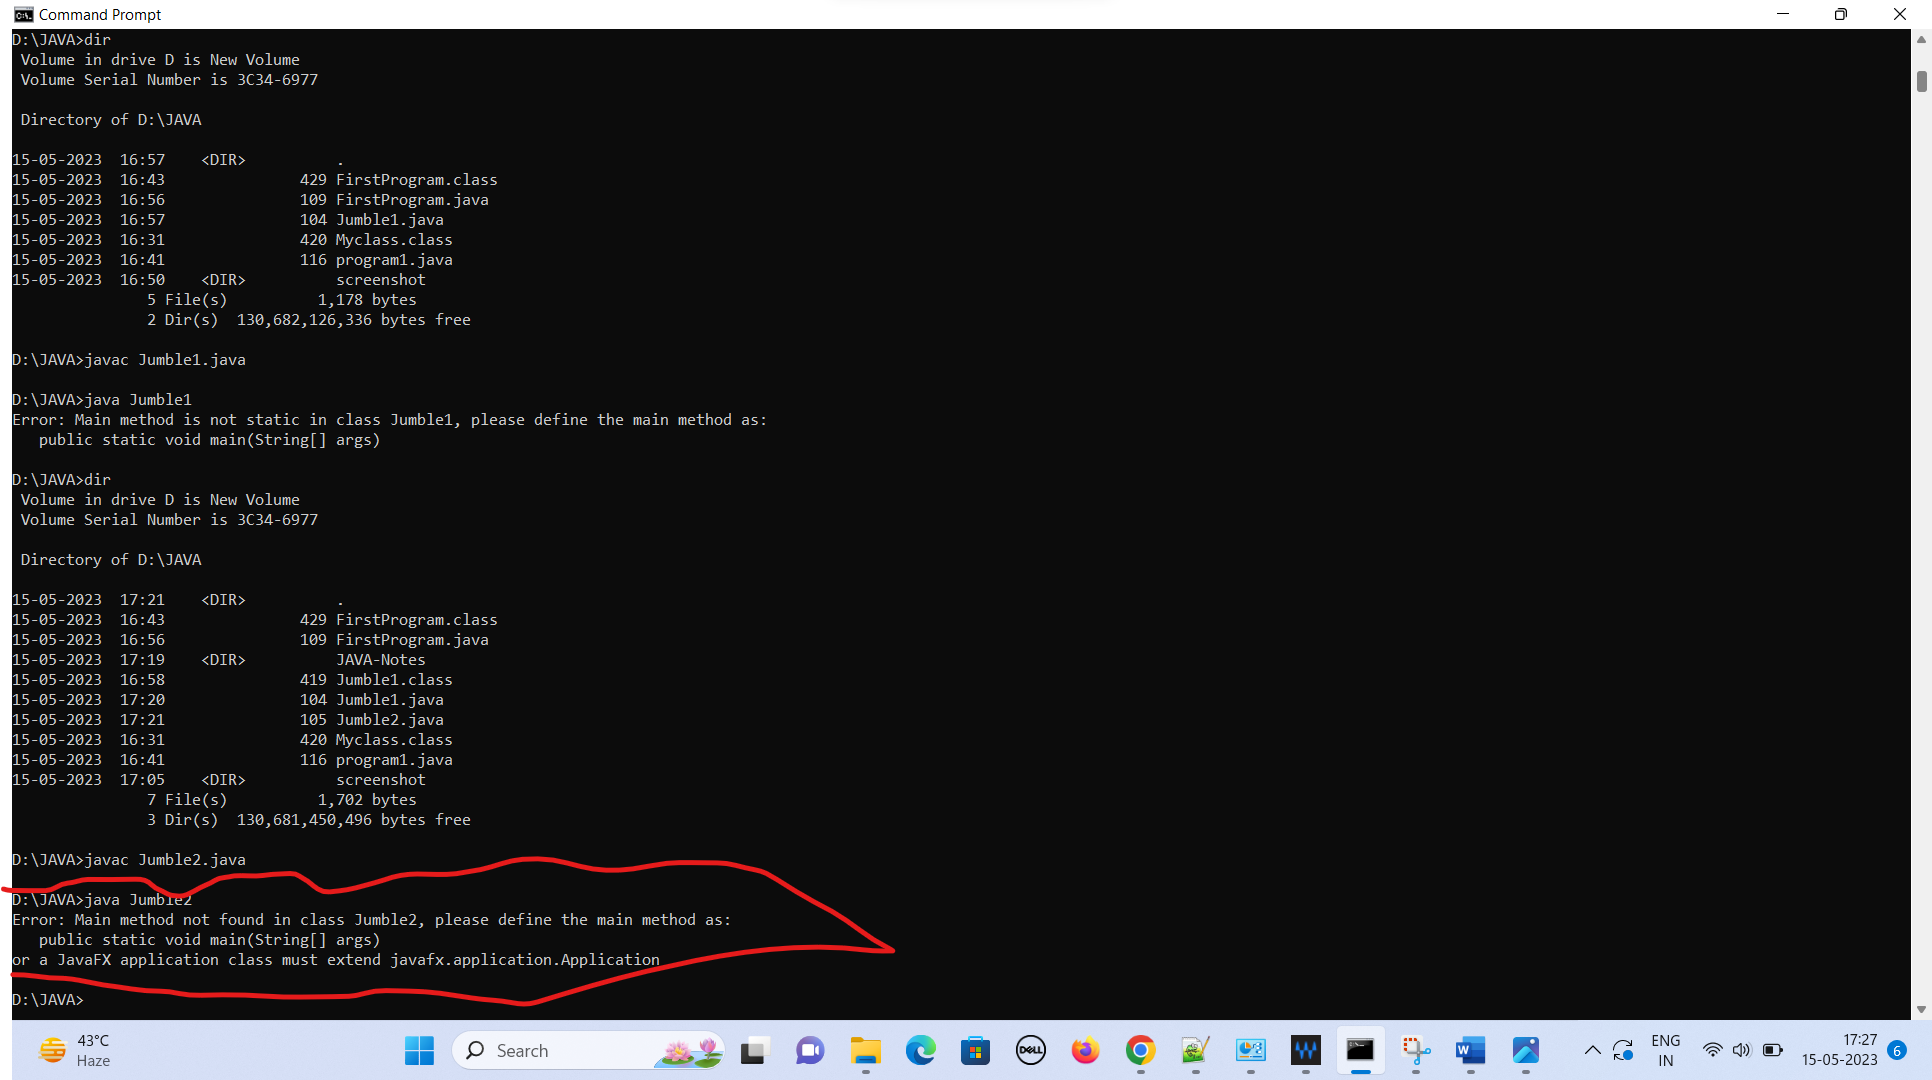 Command Prompt
D:\JAVA>dir
Volume in drive D is New Volume
Volume Serial Number is 3C34-6977
Directory of D:\JAVA
15-05-2023 16:57 <DIR> .
15-05-2023 16:43 429 FirstProgram.class
15-05-2023 16:56 109 FirstProgram.java
15-05-2023 16:57 104 Jumble1.java
15-05-2023 16:31 420 Myclass.class
15-05-2023 16:41 116 program1.java
15-05-2023 16:50 <DIR> screenshot
5 File(s) 1,178 bytes
2 Dir(s) 130,682,126,336 bytes free
D:\JAVA>javac Jumble1.java
D:\JAVA>java Jumble1
Error: Main method is not static in class Jumble1, please define the main method as:
public static void main(String[] args)
D:\JAVA>dir
Volume in drive D is New Volume
Volume Serial Number is 3C34-6977
Directory of D:\JAVA
15-05-2023 17:21 <DIR> .
15-05-2023 16:43 429 FirstProgram.class
15-05-2023 16:56 109 FirstProgram.java
15-05-2023 17:19 <DIR> JAVA-Notes
15-05-2023 16:58 419 Jumble1.class
15-05-2023 17:20 104 Jumble1.java
15-05-2023 17:21 105 Jumble2.java
15-05-2023 16:31 420 Myclass.class
15-05-2023 16:41 116 program1.java
15-05-2023 17:05 <DIR> screenshot
7 File(s) 1,702 bytes
3 Dir(s) 130,681,450,496 bytes free
D:\JAVA>javac Jumble2.java
D:\JAVA>java Jumble2
Error: Main method not found in class Jumble2, please define the main method as:
public static void main(String[] args)
or a JavaFX application class must extend javafx.application.Application
D:\JAVA>
43°C
Haze
Search
DELL
ENG
IN
17:27
15-05-2023
6